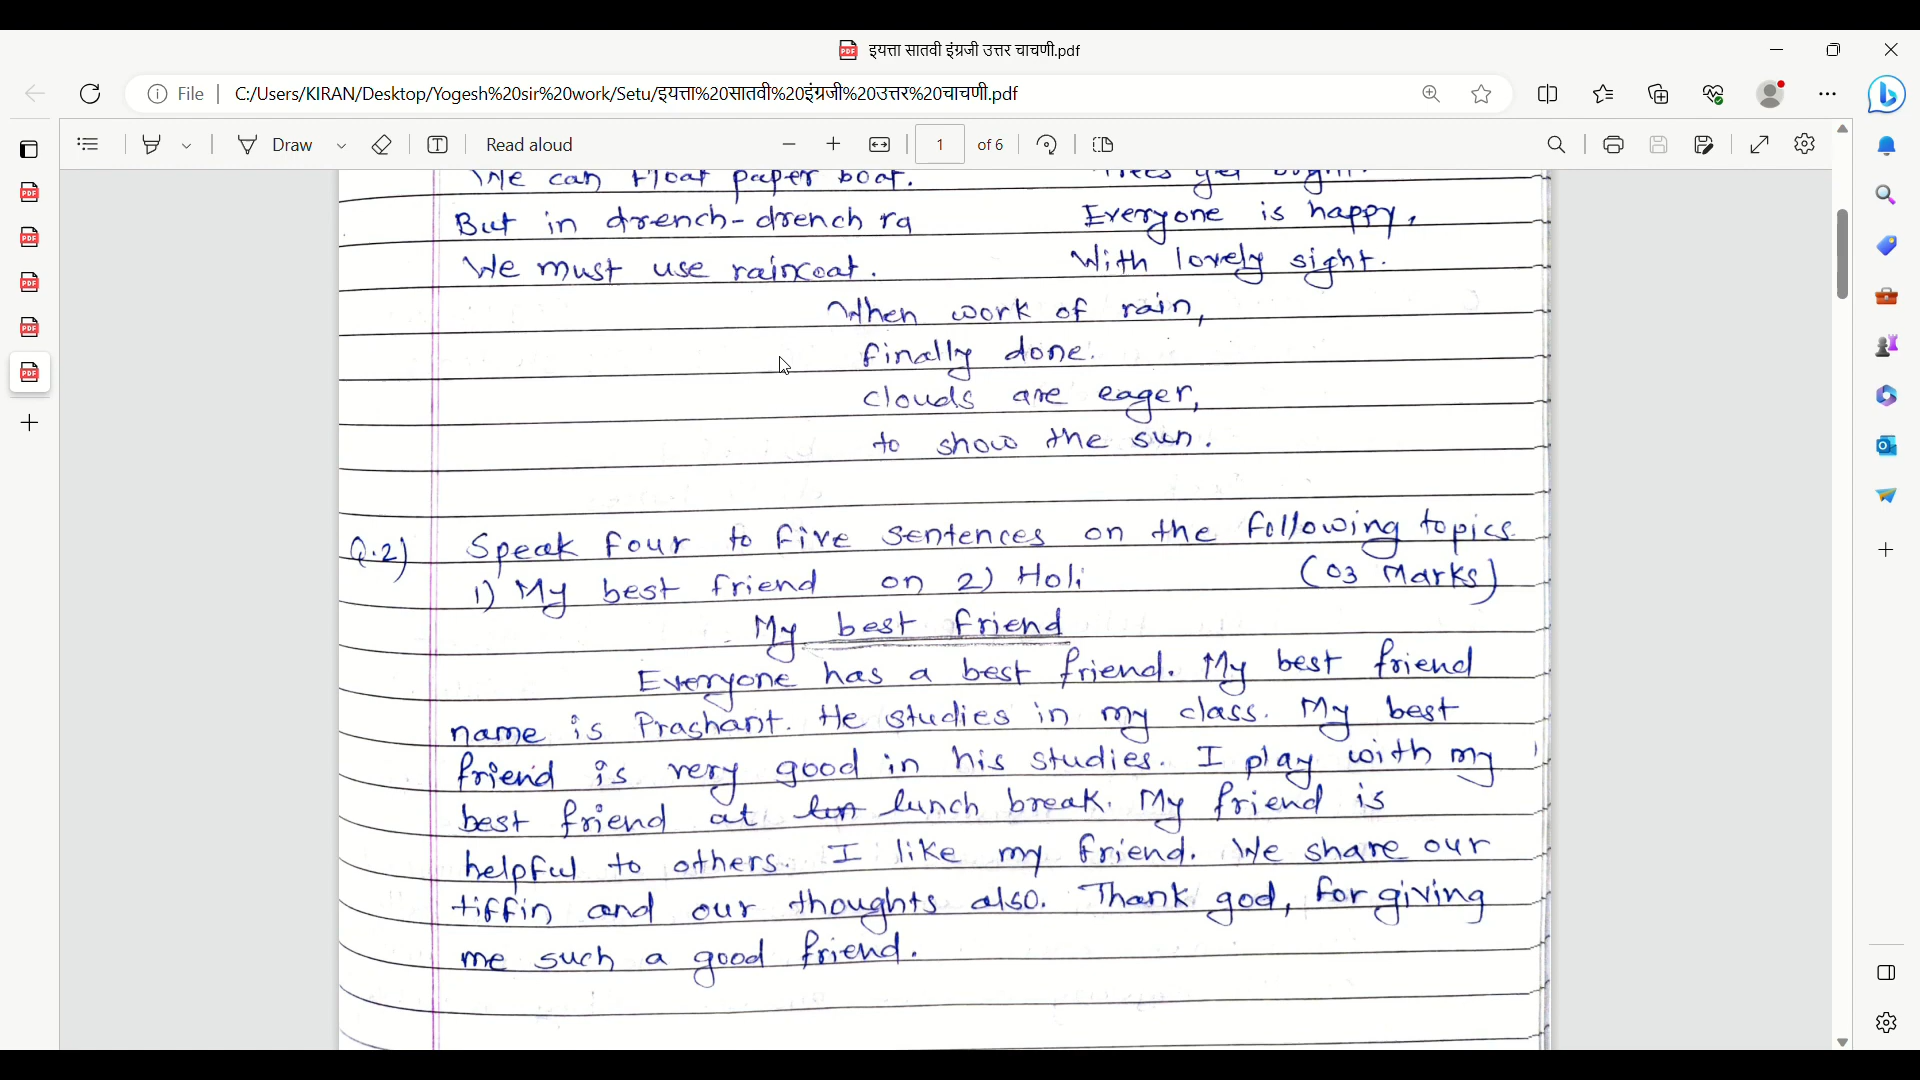 इयत्ता सातवी इंग्रजी उत्तर चाचणी.pdf
File | C:/Users/KIRAN/Desktop/Yogesh%20sir%20work/Setu/इयत्ता%20सातवी%20इंग्रजी%20उत्तर%20चाचणी.pdf
Draw Read aloud 1 of 6
We can float paper boat.
But in drench-drench ra
We must use raincoat.
Trees get bright.
Everyone is happy,
With lovely sight.
When work of rain,
finally done.
clouds are eager,
to show the sun.
Q.2) Speak four to five sentences on the following topics.
1) My best friend on 2) Holi (03 Marks)
My best friend
Everyone has a best friend. My best friend
name is Prashant. He studies in my class. My best
friend is very good in his studies. I play with my
best friend at lunch break. My friend is
helpful to others. I like my friend. We share our
tiffin and our thoughts also. Thank god, for giving
me such a good friend.